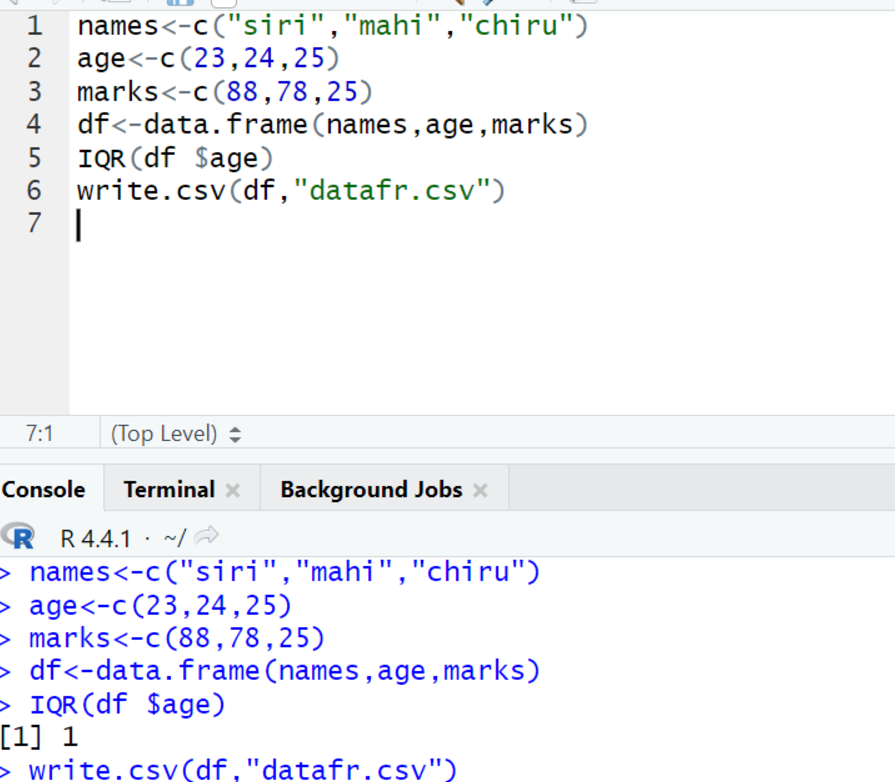 1 names<-c("siri","mahi","chiru")
2 age<-c(23,24,25)
3 marks<-c(88,78,25)
4 df<-data.frame(names,age,marks)
5 IQR(df $age)
6 write.csv(df,"datafr.csv")
7
7:1 (Top Level)
Console Terminal Background Jobs
R R 4.4.1 · ~/
> names<-c("siri","mahi","chiru")
> age<-c(23,24,25)
> marks<-c(88,78,25)
> df<-data.frame(names,age,marks)
> IQR(df $age)
[1] 1
> write.csv(df,"datafr.csv")